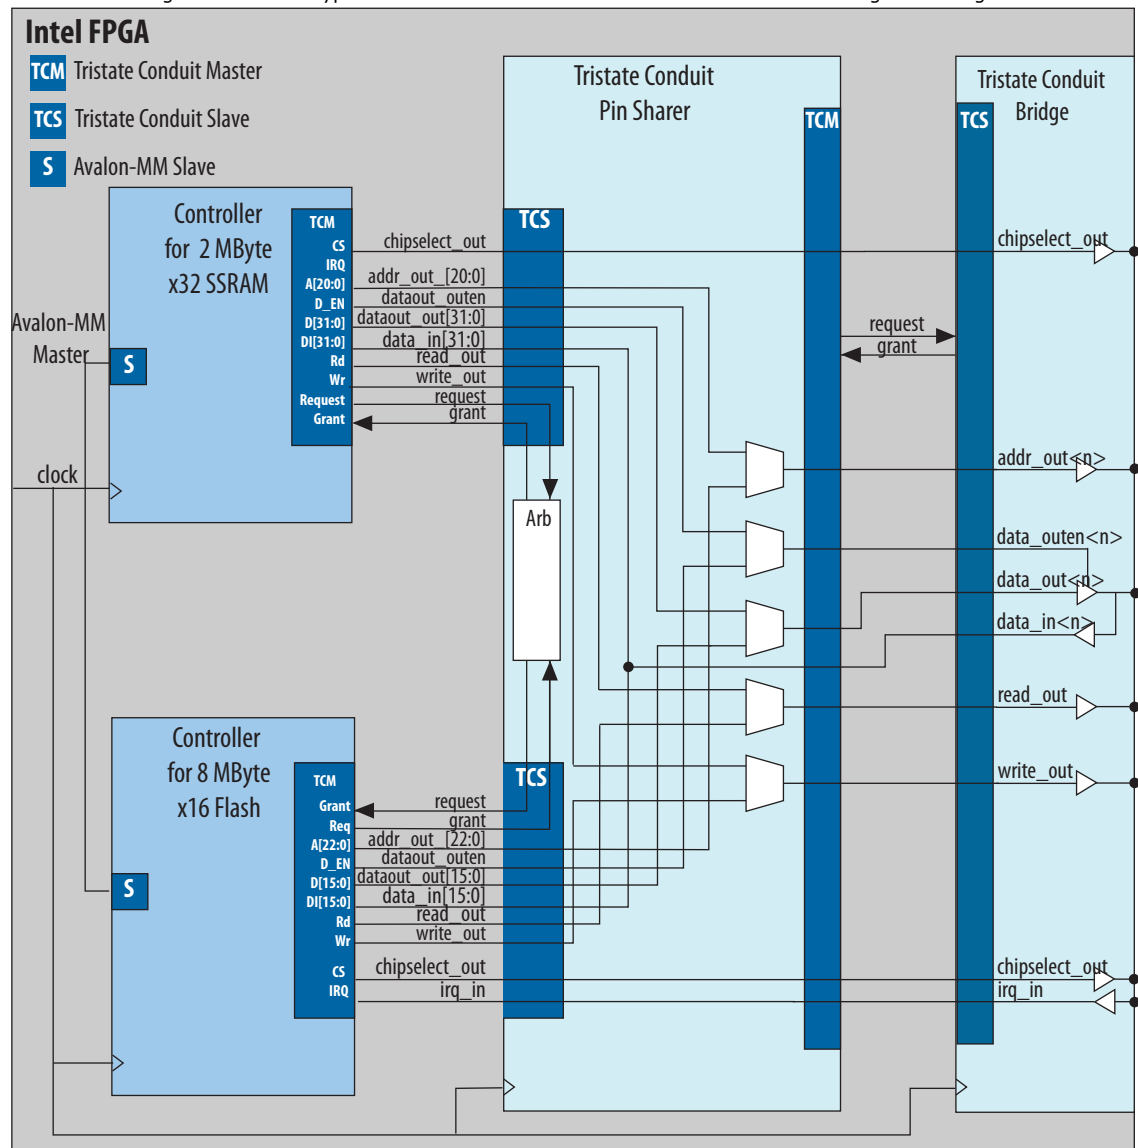 Intel FPGA
TCM Tristate Conduit Master
TCS Tristate Conduit Slave
S Avalon-MM Slave
Controller
for 2 MByte
x32 SSRAM
TCM
CS
IRQ
A[20:0]
D_EN
D[31:0]
DI[31:0]
Rd
Wr
Request
Grant
Avalon-MM
Master
S
clock
chipselect_out
addr_out_[20:0]
dataout_outen
dataout_out[31:0]
data_in[31:0]
read_out
write_out
request
grant
Tristate Conduit
Pin Sharer
TCS
TCM
Arb
TCS
request
grant
Tristate Conduit
Bridge
TCS
chipselect_out
addr_out<n>
data_outen<n>
data_out<n>
data_in<n>
read_out
write_out
chipselect_out
irq_in
Controller
for 8 MByte
x16 Flash
TCM
Grant
Req
A[22:0]
D_EN
D[15:0]
DI[15:0]
Rd
Wr
CS
IRQ
S
request
grant
addr_out_[22:0]
dataout_outen
dataout_out[15:0]
data_in[15:0]
read_out
write_out
chipselect_out
irq_in